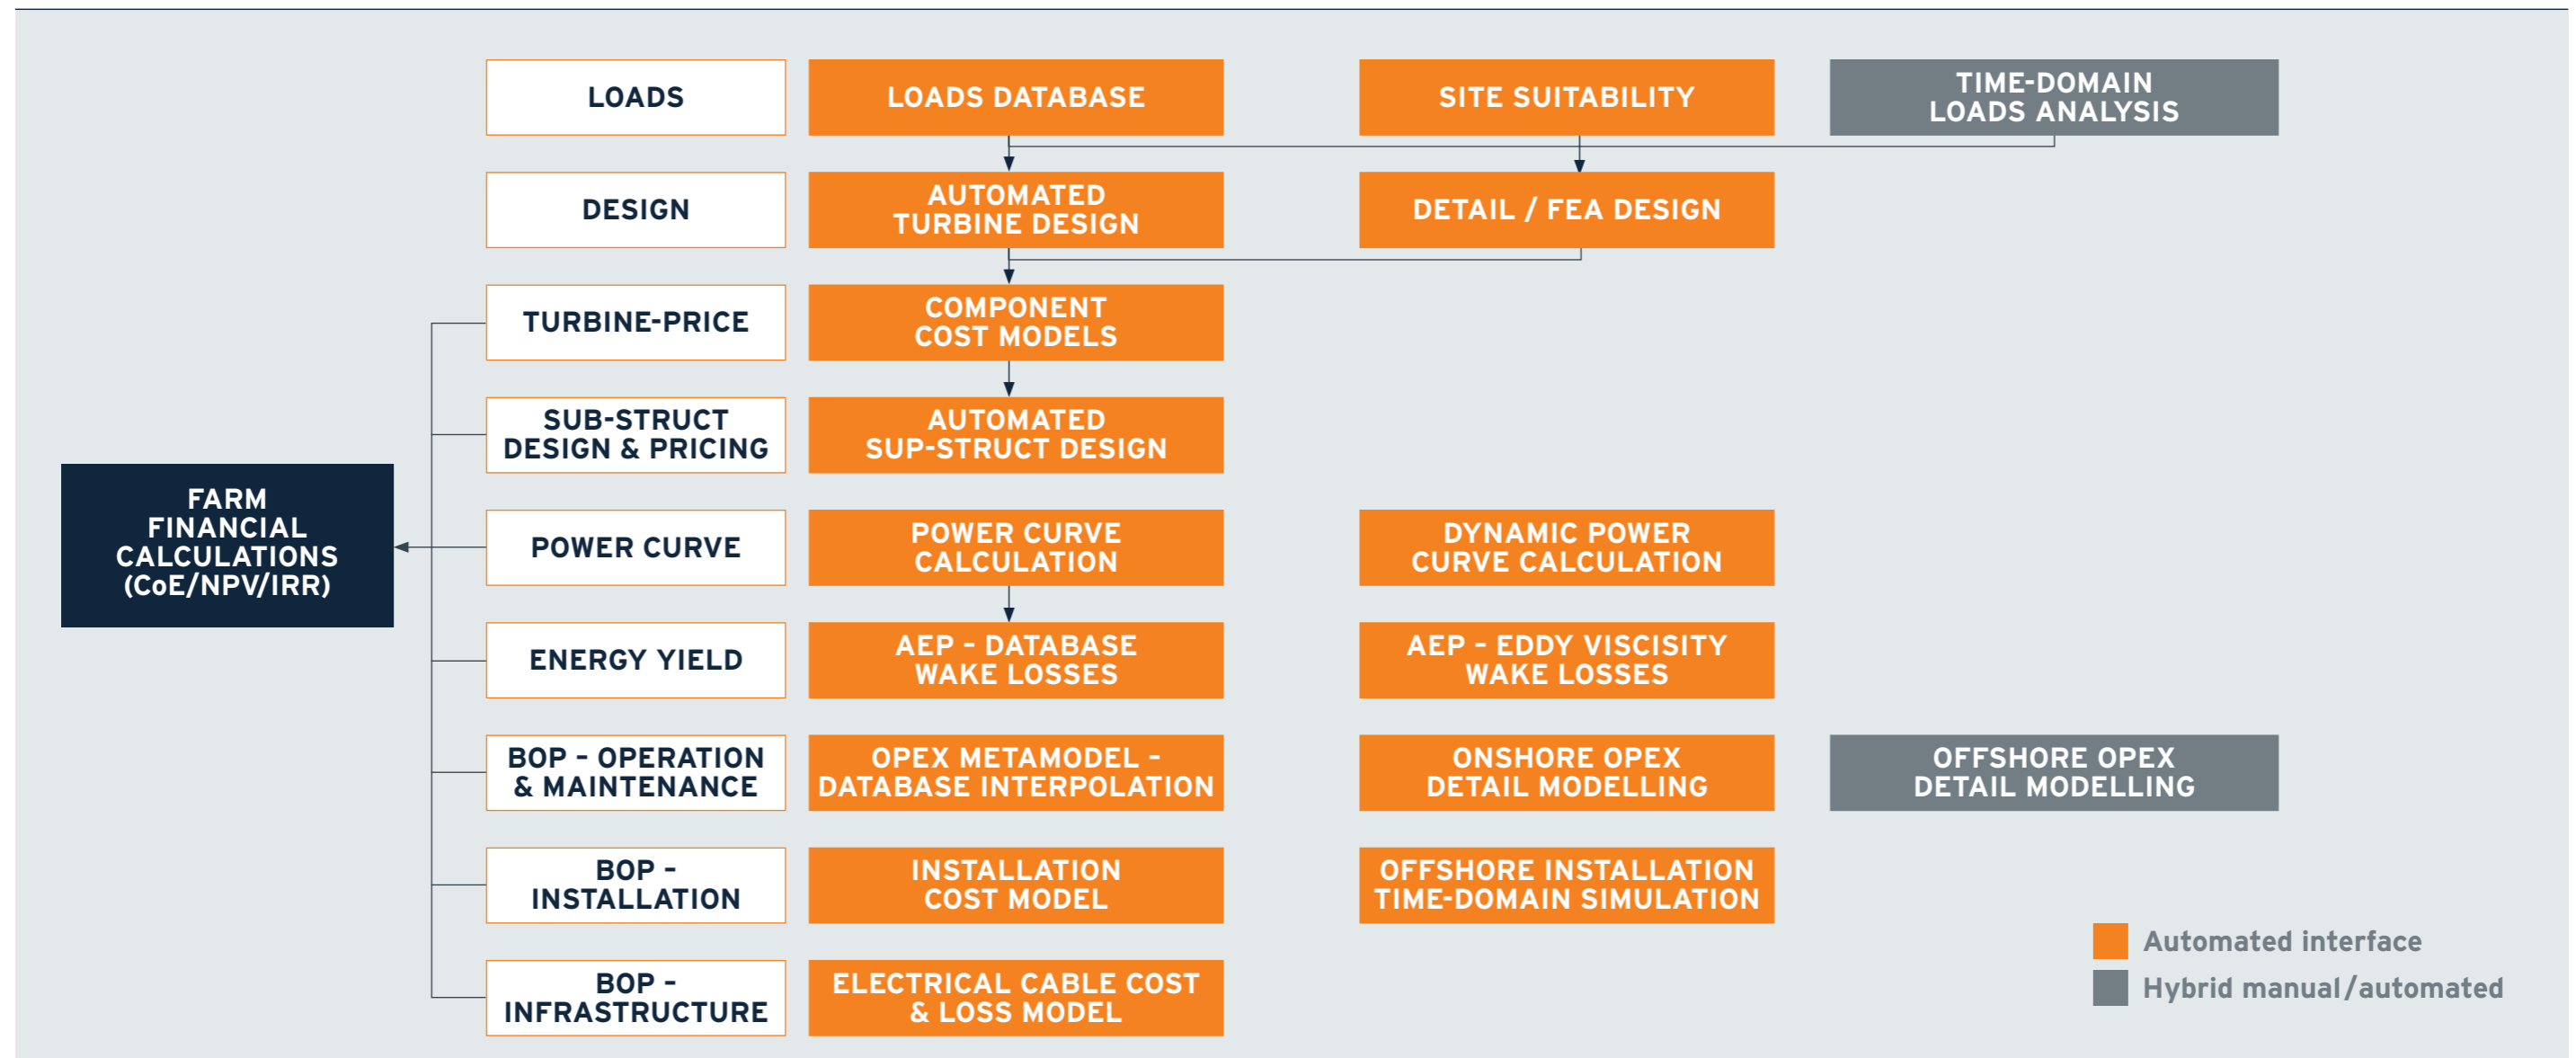 LOADS
LOADS DATABASE
SITE SUITABILITY
TIME-DOMAIN
LOADS ANALYSIS
DESIGN
AUTOMATED
TURBINE DESIGN
DETAIL / FEA DESIGN
TURBINE-PRICE
COMPONENT
COST MODELS
SUB-STRUCT
DESIGN & PRICING
AUTOMATED
SUP-STRUCT DESIGN
FARM
FINANCIAL
CALCULATIONS
(CoE/NPV/IRR)
POWER CURVE
POWER CURVE
CALCULATION
DYNAMIC POWER
CURVE CALCULATION
ENERGY YIELD
AEP – DATABASE
WAKE LOSSES
AEP – EDDY VISCISITY
WAKE LOSSES
BOP – OPERATION
& MAINTENANCE
OPEX METAMODEL –
DATABASE INTERPOLATION
ONSHORE OPEX
DETAIL MODELLING
OFFSHORE OPEX
DETAIL MODELLING
BOP –
INSTALLATION
INSTALLATION
COST MODEL
OFFSHORE INSTALLATION
TIME-DOMAIN SIMULATION
BOP –
INFRASTRUCTURE
ELECTRICAL CABLE COST
& LOSS MODEL
Automated interface
Hybrid manual/automated